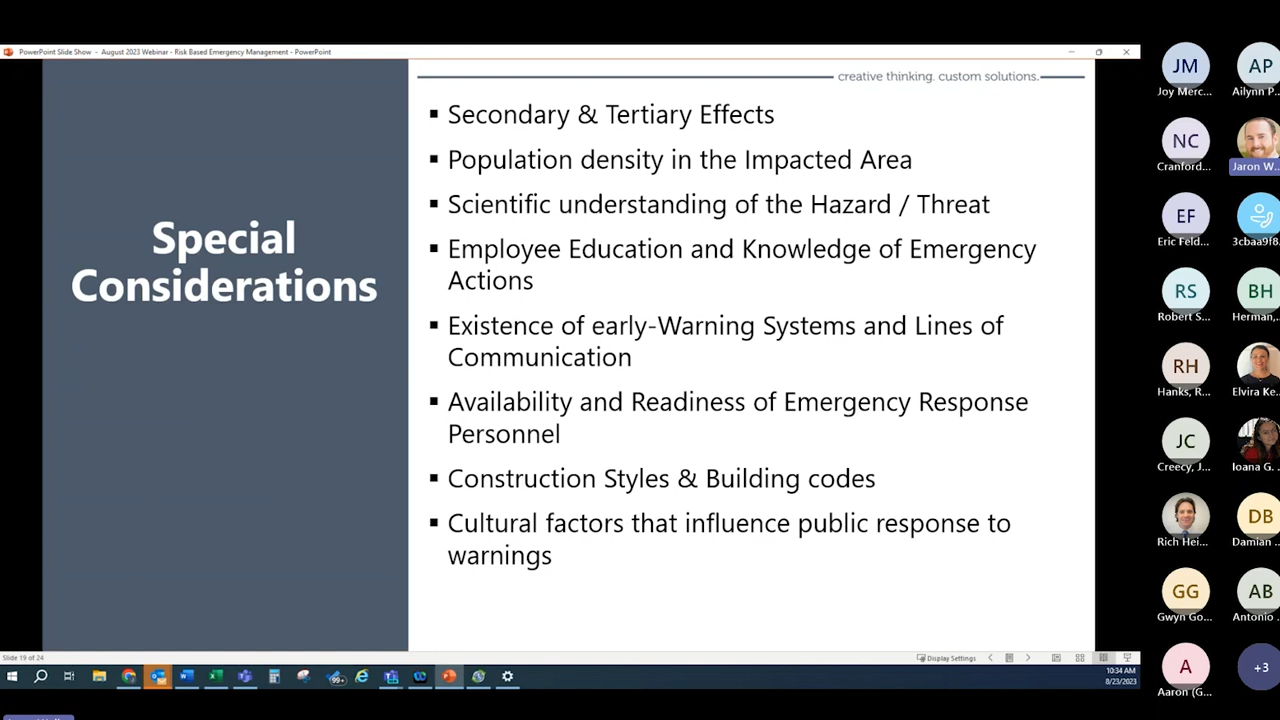 PowerPoint Slide Show - August 2023 Webinar - Risk Based Emergency Management - PowerPoint
creative thinking. custom solutions.
Special
Considerations
▪ Secondary & Tertiary Effects
▪ Population density in the Impacted Area
▪ Scientific understanding of the Hazard / Threat
▪ Employee Education and Knowledge of Emergency
Actions
▪ Existence of early-Warning Systems and Lines of
Communication
▪ Availability and Readiness of Emergency Response
Personnel
▪ Construction Styles & Building codes
▪ Cultural factors that influence public response to
warnings
Slide 19 of 24
Display Settings
10:34 AM
8/23/2023
JM
Joy Merc...
AP
Ailynn P...
NC
Cranford...
Jaron W...
EF
Eric Feld...
3cbaa9f8
RS
Robert S...
BH
Herman,
RH
Hanks, R...
Elvira Ke...
JC
Creecy, J...
Ioana G.
Rich Hei...
DB
Damian
GG
Gwyn Go...
AB
Antonio
A
Aaron (G...
+3